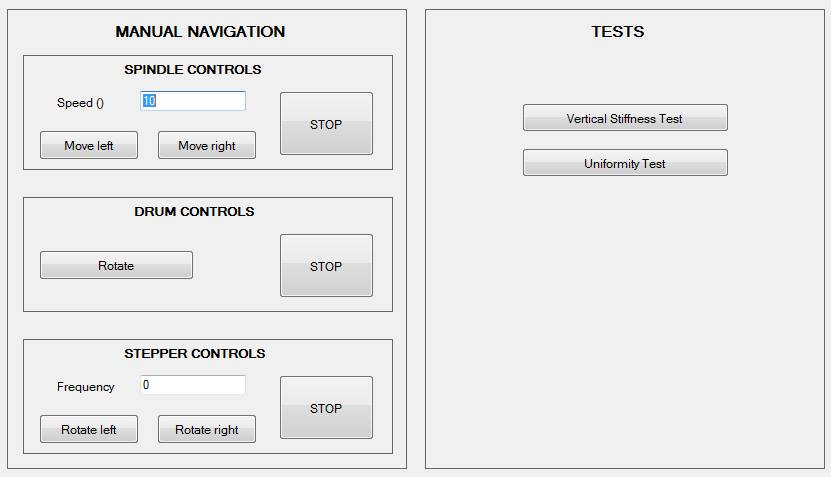 MANUAL NAVIGATION
SPINDLE CONTROLS
Speed () 10
STOP
Move left Move right
DRUM CONTROLS
Rotate
STOP
STEPPER CONTROLS
Frequency 0
STOP
Rotate left Rotate right
TESTS
Vertical Stiffness Test
Uniformity Test